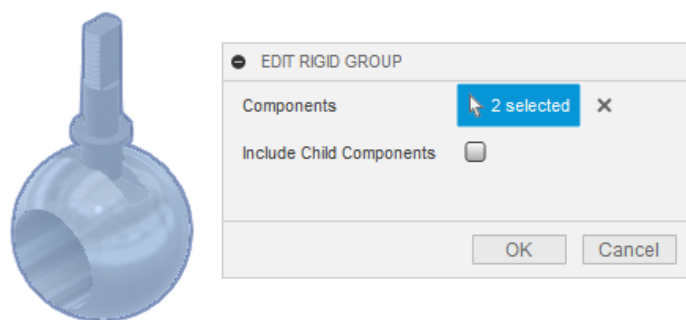 EDIT RIGID GROUP
Components 2 selected
Include Child Components
OK Cancel